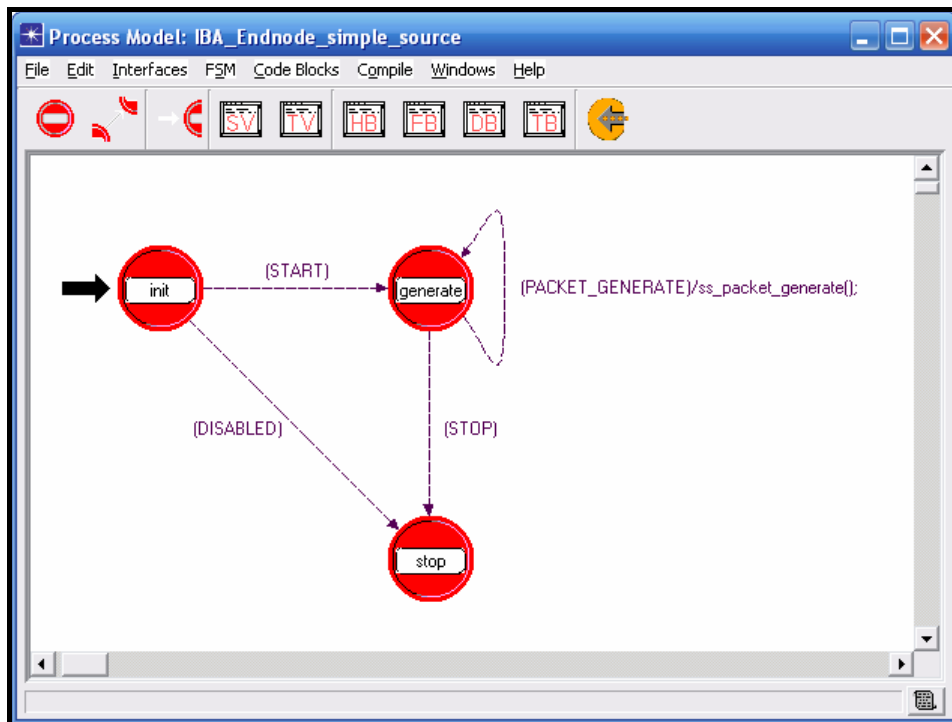 Process Model: IBA_Endnode_simple_source
File Edit Interfaces FSM Code Blocks Compile Windows Help
SV TV HB FB DB TB
(START)
init
generate
(PACKET_GENERATE)/ss_packet_generate();
(DISABLED)
(STOP)
stop